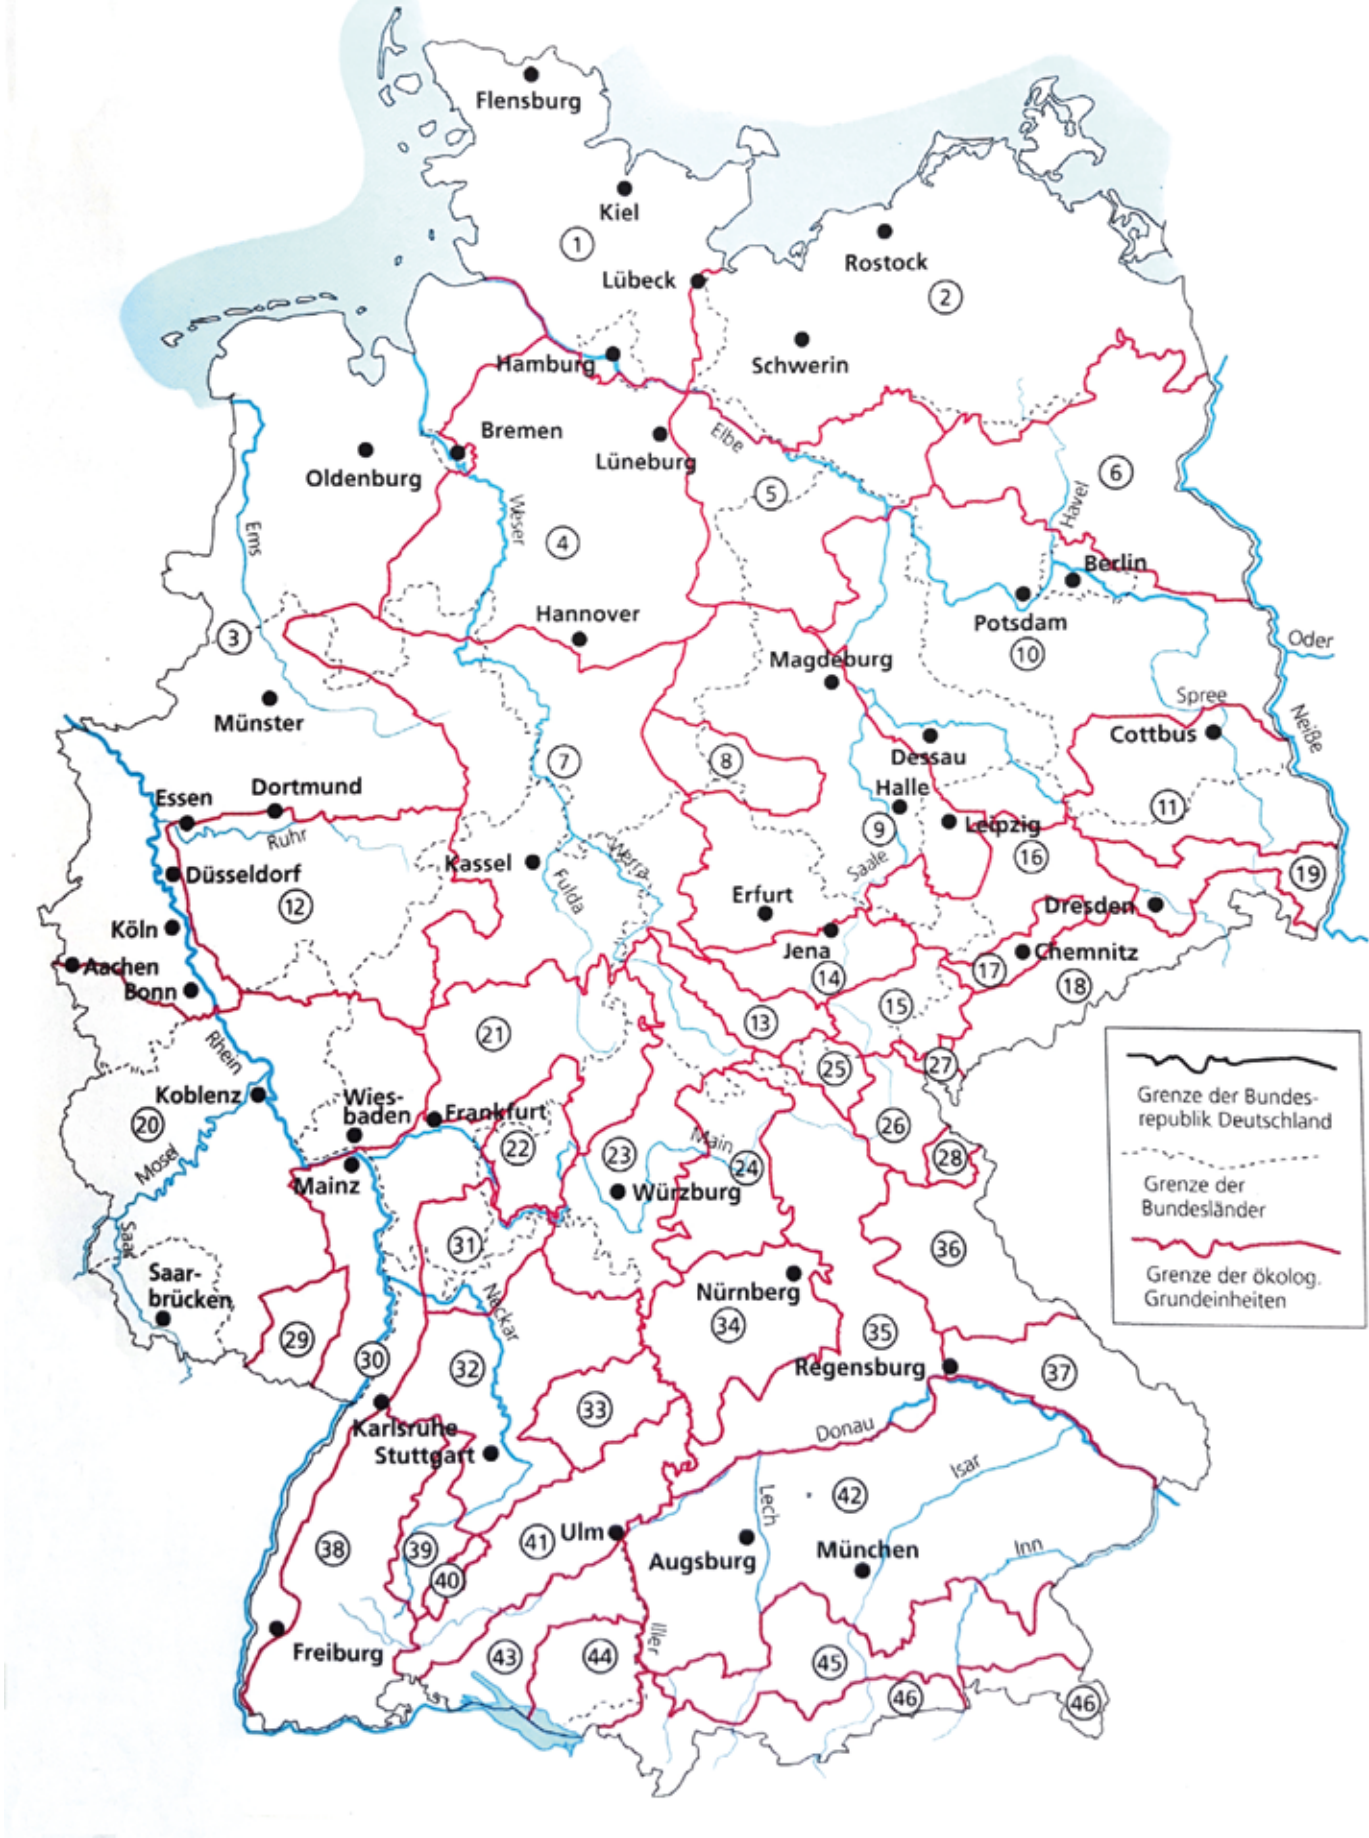 Flensburg
Kiel
1
Lübeck
Rostock
2
Schwerin
Hamburg
Bremen
Lüneburg
Elbe
Oldenburg
5
6
Havel
Weser
Ems
4
Berlin
Hannover
Potsdam
3
10
Oder
Magdeburg
Spree
Münster
Neiße
Cottbus
Dessau
7
8
Dortmund
Essen
Halle
11
Ruhr
9
Leipzig
16
Werra
Kassel
Saale
Düsseldorf
Fulda
Erfurt
19
12
Dresden
Köln
Jena
Chemnitz
Aachen
17
Bonn
14
18
15
13
21
Rhein
27
25
Grenze der Bundes-
republik Deutschland
Koblenz
Wies-
baden
Frankfurt
20
26
22
Main
23
24
28
Mosel
Würzburg
Mainz
Grenze der
Bundesländer
Saar
31
36
Saar-
brücken
Nürnberg
Grenze der ökolog.
Grundeinheiten
Neckar
34
29
35
30
32
Regensburg
37
33
Karlsruhe
Donau
Stuttgart
Isar
42
Lech
41
Ulm
38
39
Augsburg
München
Inn
40
Iller
Freiburg
43
44
45
46
46